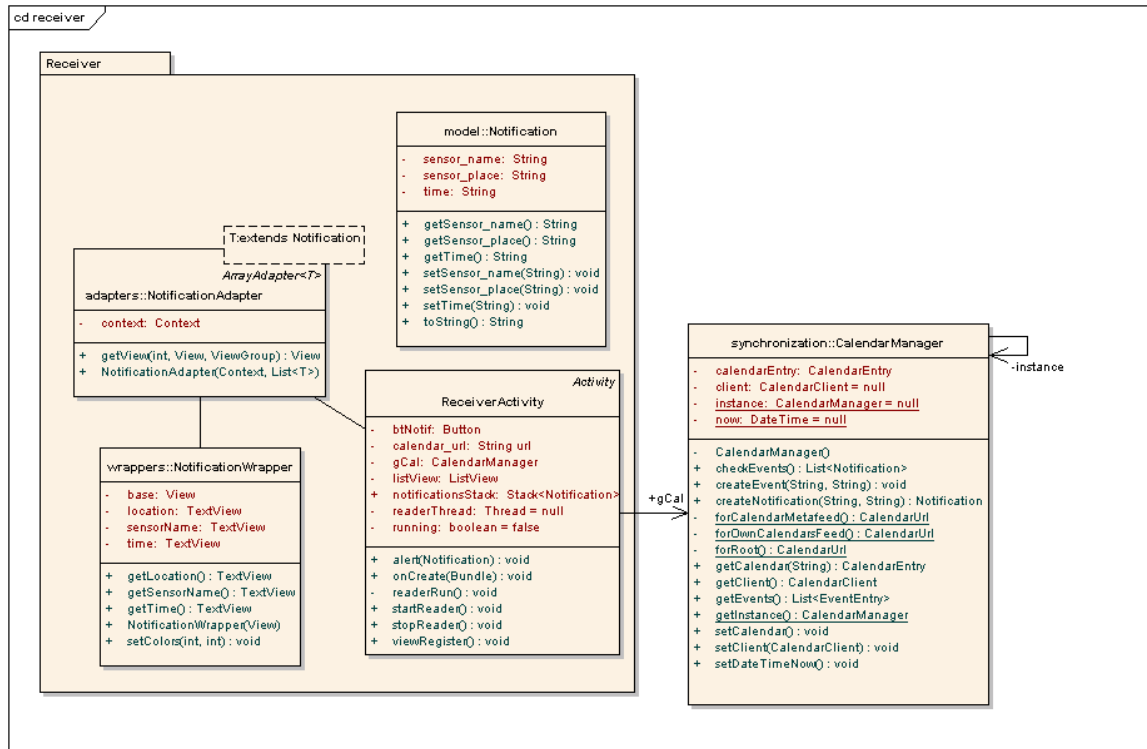 cd receiver
Receiver
model::Notification
- sensor_name: String
- sensor_place: String
- time: String
+ getSensor_name() : String
+ getSensor_place() : String
+ getTime() : String
+ setSensor_name(String) : void
+ setSensor_place(String) : void
+ setTime(String) : void
+ toString() : String
T:extends Notification
ArrayAdapter<T>
adapters::NotificationAdapter
- context: Context
+ getView(int, View, ViewGroup) : View
+ NotificationAdapter(Context, List<T>)
wrappers::NotificationWrapper
- base: View
- location: TextView
- sensorName: TextView
- time: TextView
+ getLocation() : TextView
+ getSensorName() : TextView
+ getTime() : TextView
+ NotificationWrapper(View)
+ setColors(int, int) : void
Activity
ReceiverActivity
- btNotif: Button
- calendar_url: String url
- gCal: CalendarManager
- listView: ListView
+ notificationsStack: Stack<Notification>
- readerThread: Thread = null
- running: boolean = false
+ alert(Notification) : void
+ onCreate(Bundle) : void
- readerRun() : void
+ startReader() : void
+ stopReader() : void
+ viewRegister() : void
+gCal
synchronization::CalendarManager
- calendarEntry: CalendarEntry
- client: CalendarClient = null
- instance: CalendarManager = null
- now: DateTime = null
- CalendarManager()
+ checkEvents() : List<Notification>
+ createEvent(String, String) : void
+ createNotification(String, String) : Notification
- forCalendarMetafeed() : CalendarUrl
- forOwnCalendarsFeed() : CalendarUrl
- forRoot() : CalendarUrl
+ getCalendar(String) : CalendarEntry
+ getClient() : CalendarClient
+ getEvents() : List<EventEntry>
+ getInstance() : CalendarManager
+ setCalendar() : void
+ setClient(CalendarClient) : void
+ setDateTimeNow() : void
-instance